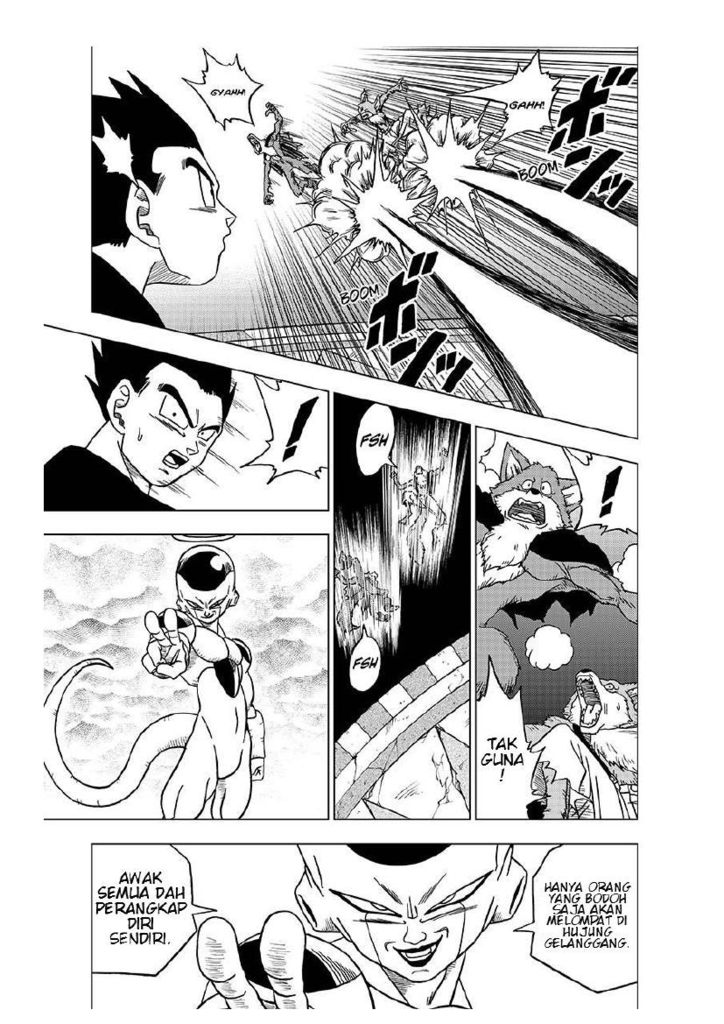 GYAHH!
GAHH!
ボンッ
BOOM
BOOM
ボンッ
!
FSH
!
FSH
TAK
GUNA
!
HANYA ORANG
YANG BODOH
SAJA AKAN
MELOMPAT DI
HUJUNG
GELANGGANG.
AWAK
SEMUA DAH
PERANGKAP
DIRI
SENDIRI.